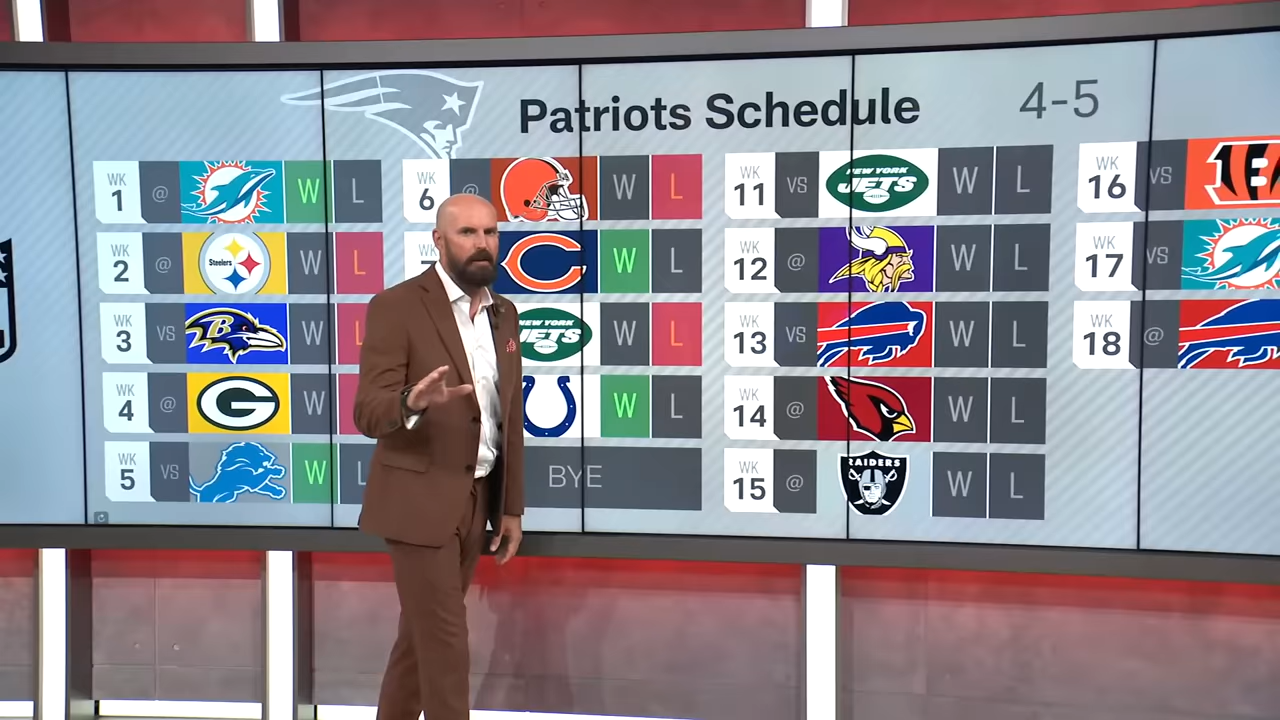 Patriots Schedule 4-5
WK 1 @ W L
WK 2 @ Steelers W L
WK 3 VS B W L
WK 4 @ G W
WK 5 VS W L
WK 6 @ W L
W L
NEW YORK JETS W L
W L
BYE
WK 11 VS NEW YORK JETS W L
WK 12 @ W L
WK 13 VS W L
WK 14 @ W L
WK 15 @ RAIDERS W L
WK 16 VS
WK 17 VS
WK 18 @